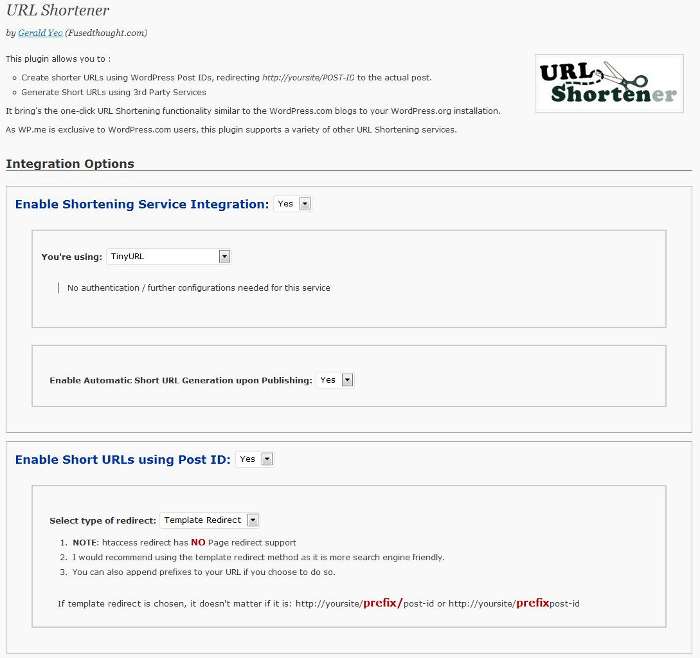 URL Shortener
by Gerald Yeo (Fusedthought.com)
This plugin allows you to :
Create shorter URLs using WordPress Post IDs, redirecting http://yoursite/POST-ID to the actual post.
Generate Short URLs using 3rd Party Services
URL
Shortener
It bring's the one-click URL Shortening functionality similar to the WordPress.com blogs to your WordPress.org installation.
As WP.me is exclusive to WordPress.com users, this plugin supports a variety of other URL Shortening services.
Integration Options
Enable Shortening Service Integration: Yes
You're using: TinyURL
No authentication / further configurations needed for this service
Enable Automatic Short URL Generation upon Publishing: Yes
Enable Short URLs using Post ID: Yes
Select type of redirect: Template Redirect
1. NOTE: htaccess redirect has NO Page redirect support
2. I would recommend using the template redirect method as it is more search engine friendly.
3. You can also append prefixes to your URL if you choose to do so.
If template redirect is chosen, it doesn't matter if it is: http://yoursite/prefix/post-id or http://yoursite/prefixpost-id